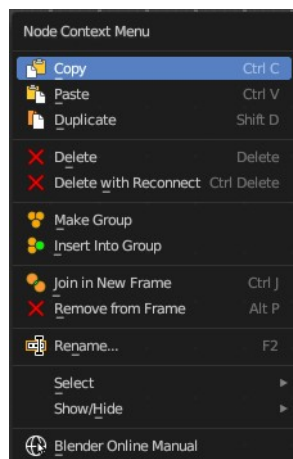 Node Context Menu
Copy Ctrl C
Paste Ctrl V
Duplicate Shift D
Delete Delete
Delete with Reconnect Ctrl Delete
Make Group
Insert Into Group
Join in New Frame Ctrl J
Remove from Frame Alt P
Rename... F2
Select
Show/Hide
Blender Online Manual